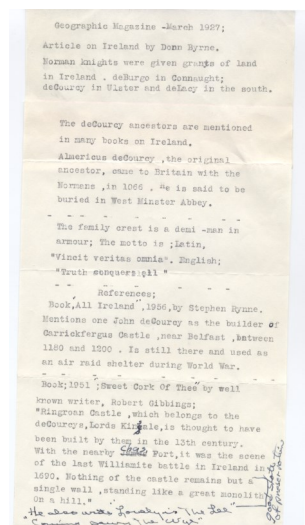 Geographic Magazine -March 1927;
Article on Ireland by Donn Byrne.
Norman knights were given grants of land
in Ireland . deBurgo in Connaught;
deCourcy in Ulster and deLacy in the south.
The deCourcy ancestors are mentioned
in many books on Ireland.
Almericus deCourcy ,the original
ancestor, came to Britain with the
Normans ,in 1066 . He is said to be
buried in West Minster Abbey.
- - - - - - - -
The family crest is a demi -man in
armour; The motto is ;Latin,
"Vincit veritas omnia". English;
"Truth conquers all "
- - - - - - - -
References;
Book,All Ireland ,1956,by Stephen Rynne.
Mentions one John deCourcy as the builder of
Carrickfergus Castle ,near Belfast ,between
1180 and 1200 . Is still there and used as
an air raid shelter during World War.
- - - - - - - -
Book;1951 ;Sweet Cork Of Thee by well
known writer, Robert Gibbings;
"Ringroan Castle ,which belongs to the
deCourcy's,Lords Kinsale,is thought to have
been built by them in the 13th century.
With the nearby Fort,it was the scene
of the last Williamite battle in Ireland in
1690. Nothing of the castle remains but a
single wall ,standing like a great monolith
On a hill."
He also wrote "Lovely is The Lee"
"Coming down The Wye"